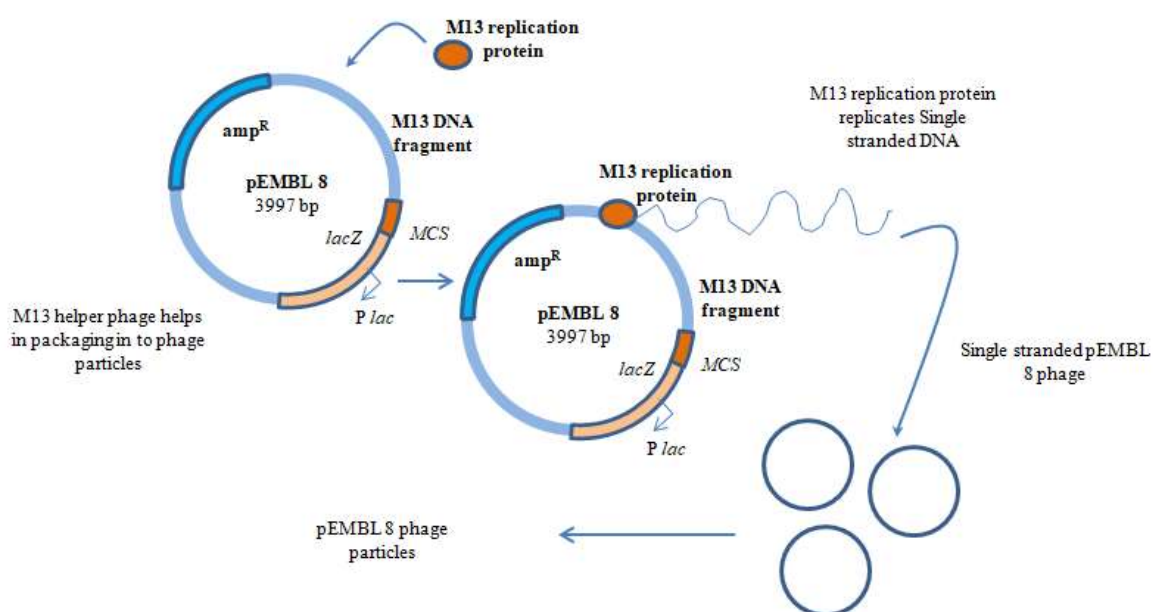 M13 replication
protein
amp^R
M13 DNA
fragment
pEMBL 8
3997 bp
lacZ
MCS
P lac
M13 helper phage helps
in packaging in to phage
particles
M13 replication protein
replicates Single
stranded DNA
M13 replication
protein
amp^R
M13 DNA
fragment
pEMBL 8
3997 bp
lacZ
MCS
P lac
Single stranded pEMBL
8 phage
pEMBL 8 phage
particles